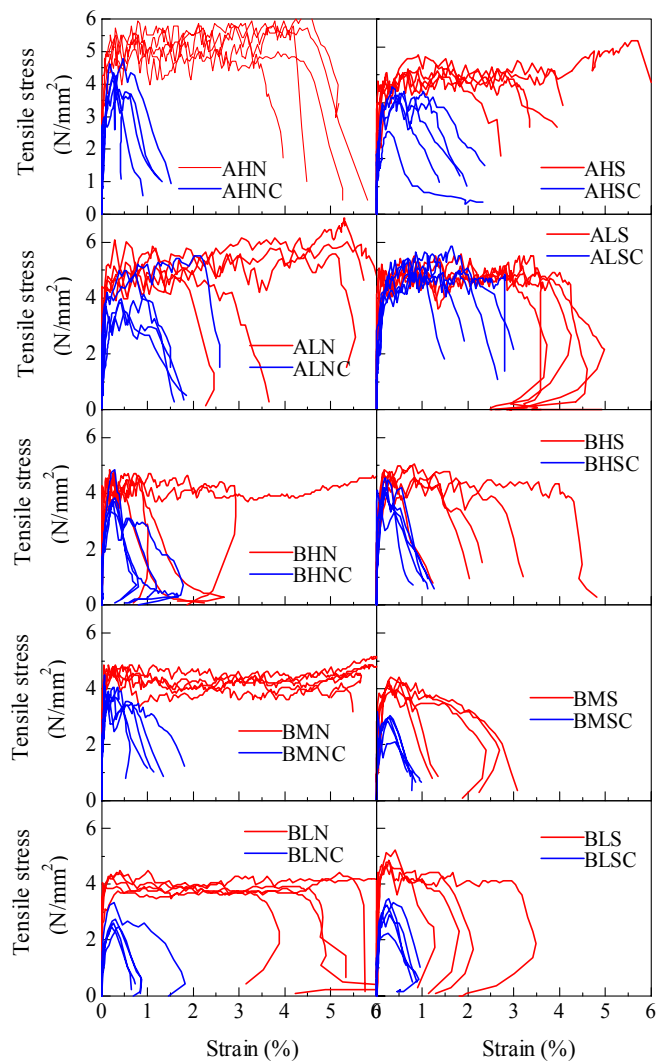 Tensile stress
(N/mm²)
6
5
4
3
2
1
0
AHN
AHNC
AHS
AHSC
Tensile stress
(N/mm²)
6
4
2
0
ALN
ALNC
ALS
ALSC
Tensile stress
(N/mm²)
6
4
2
0
BHN
BHNC
BHS
BHSC
Tensile stress
(N/mm²)
6
4
2
0
BMN
BMNC
BMS
BMSC
Tensile stress
(N/mm²)
6
4
2
0
BLN
BLNC
BLS
BLSC
0 1 2 3 4 5 0 1 2 3 4 5 6
Strain (%) Strain (%)